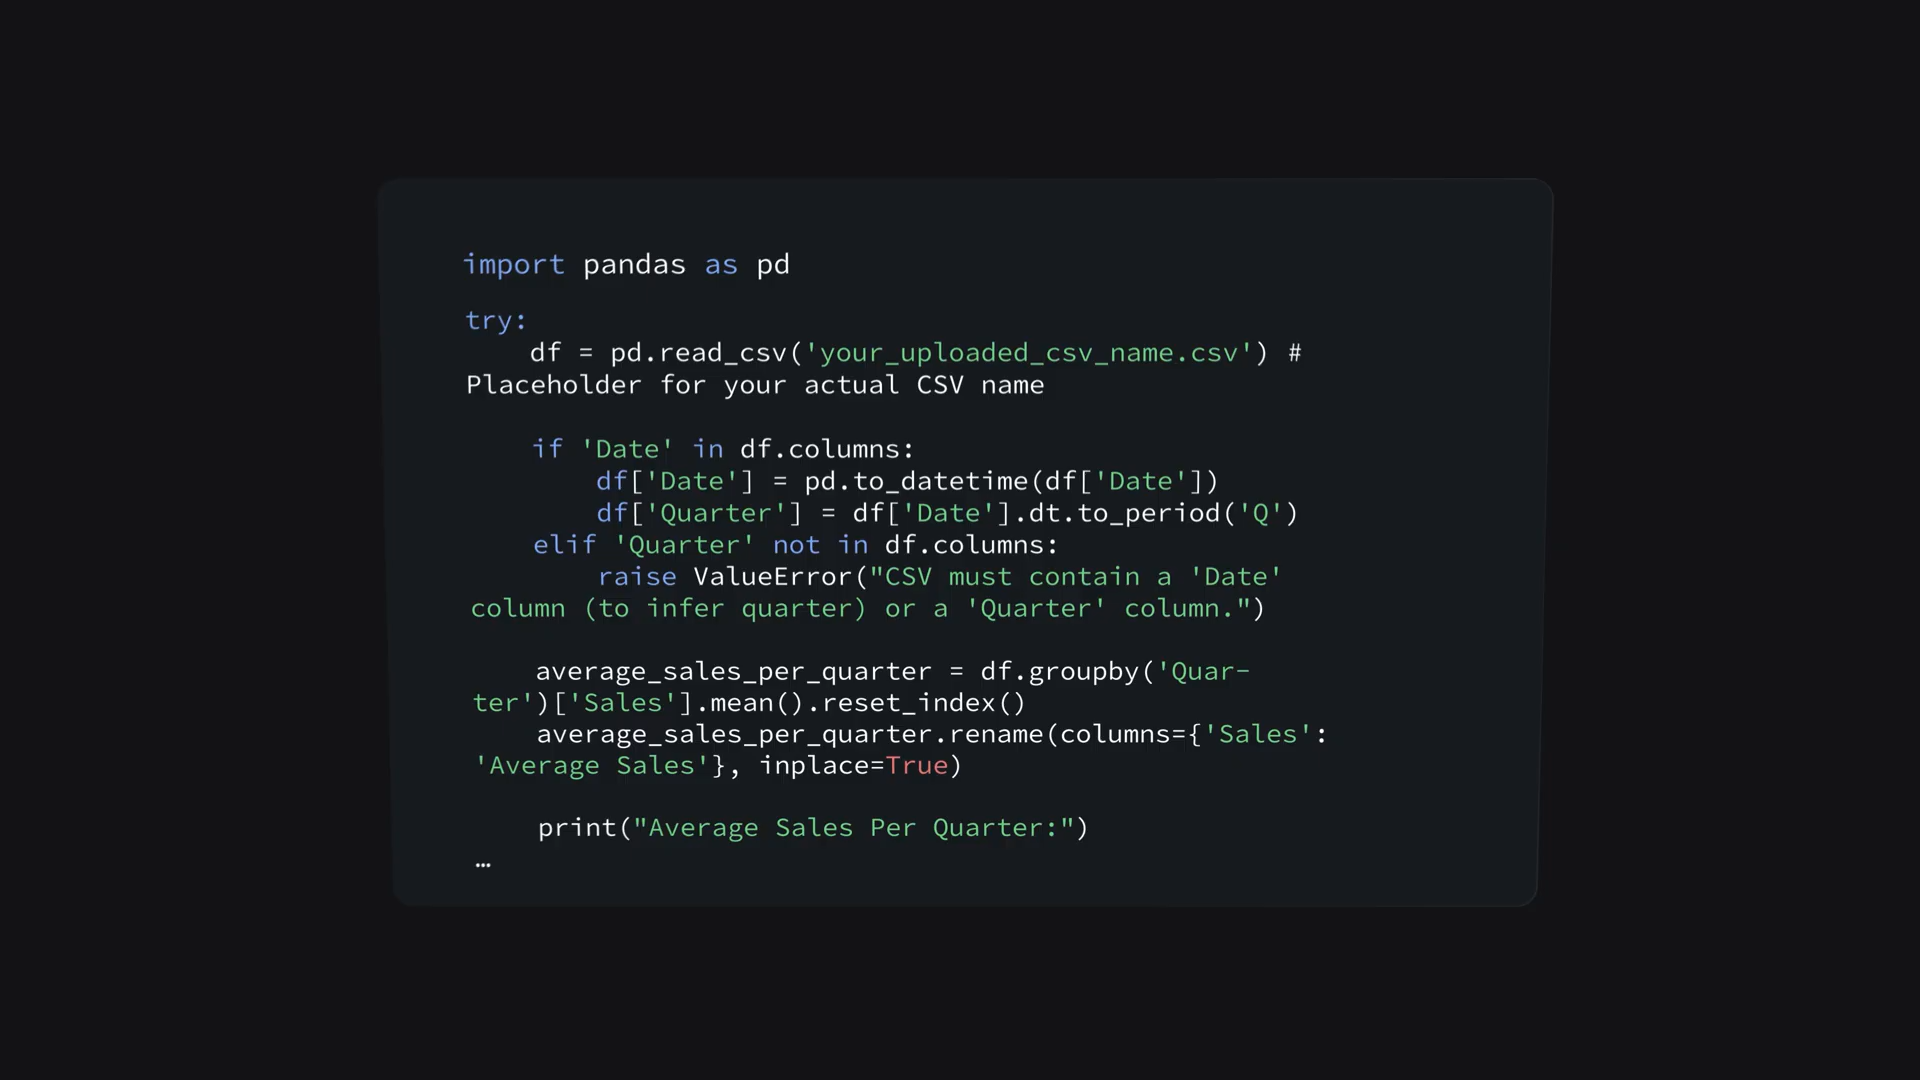 import pandas as pd
try:
    df = pd.read_csv('your_uploaded_csv_name.csv') #
Placeholder for your actual CSV name
    if 'Date' in df.columns:
        df['Date'] = pd.to_datetime(df['Date'])
        df['Quarter'] = df['Date'].dt.to_period('Q')
    elif 'Quarter' not in df.columns:
        raise ValueError("CSV must contain a 'Date'
column (to infer quarter) or a 'Quarter' column.")
    average_sales_per_quarter = df.groupby('Quar-
ter')['Sales'].mean().reset_index()
    average_sales_per_quarter.rename(columns={'Sales':
'Average Sales'}, inplace=True)
    print("Average Sales Per Quarter:")
…